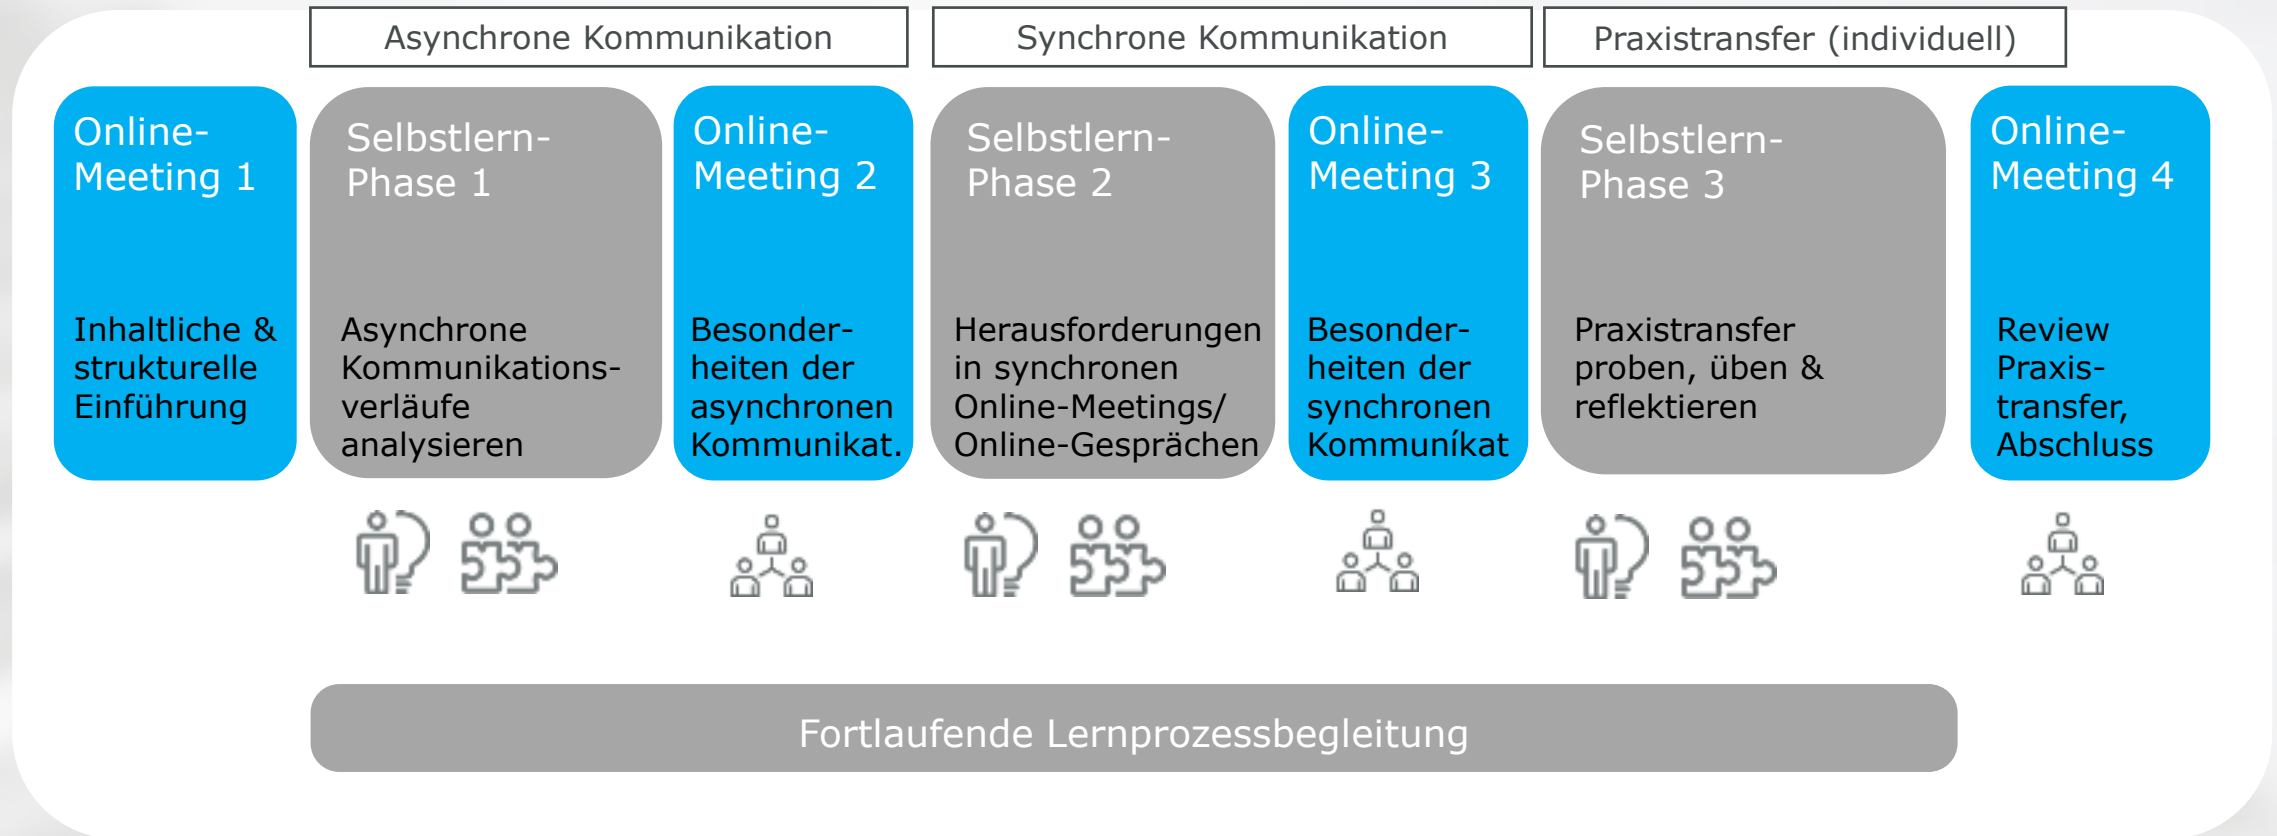 Asynchrone Kommunikation
Synchrone Kommunikation
Praxistransfer (individuell)
Online-
Meeting 1
Inhaltliche &
strukturelle
Einführung
Selbstlern-
Phase 1
Asynchrone
Kommunikations-
verläufe
analysieren
Online-
Meeting 2
Besonder-
heiten der
asynchronen
Kommunikat.
Selbstlern-
Phase 2
Herausforderungen
in synchronen
Online-Meetings/
Online-Gesprächen
Online-
Meeting 3
Besonder-
heiten der
synchronen
Kommuníkat
Selbstlern-
Phase 3
Praxistransfer
proben, üben &
reflektieren
Online-
Meeting 4
Review
Praxis-
transfer,
Abschluss
Fortlaufende Lernprozessbegleitung